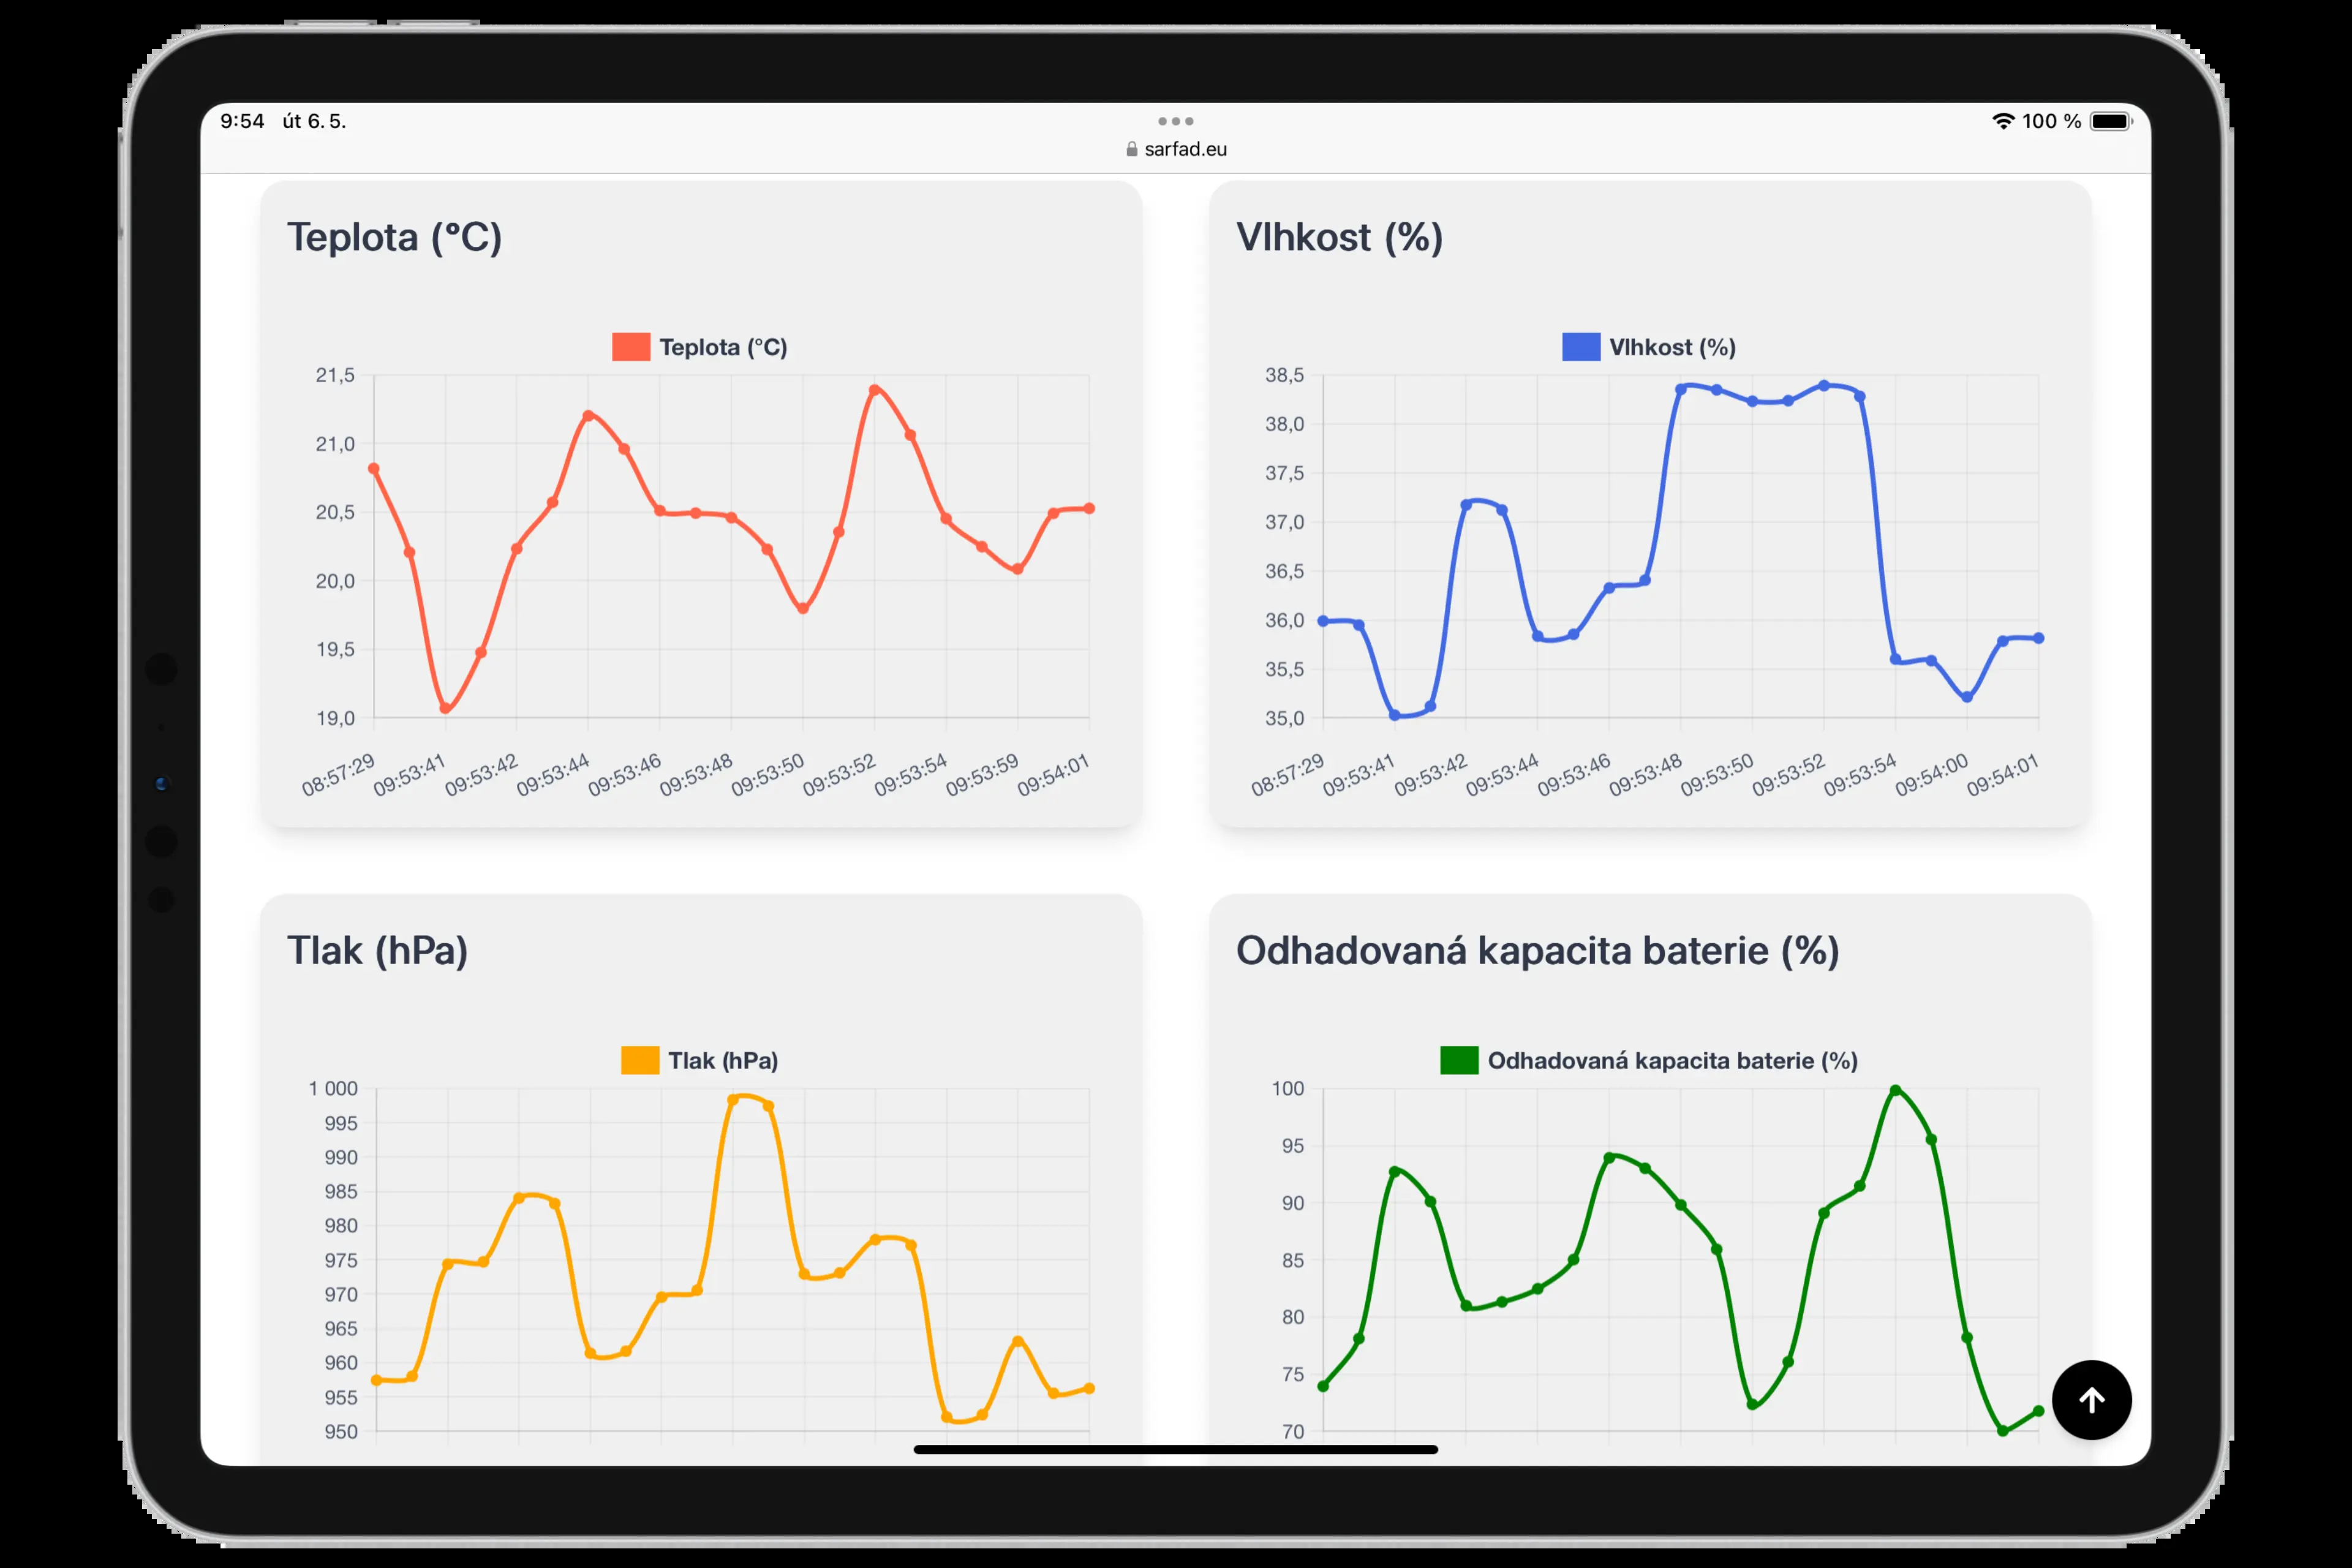 9:54 út 6. 5.
100 %
sarfad.eu
Teplota (°C)
Teplota (°C)
21,5
21,0
20,5
20,0
19,5
19,0
08:57:29 09:53:41 09:53:42 09:53:44 09:53:46 09:53:48 09:53:50 09:53:52 09:53:54 09:53:59 09:54:01
Vlhkost (%)
Vlhkost (%)
38,5
38,0
37,5
37,0
36,5
36,0
35,5
35,0
08:57:29 09:53:41 09:53:42 09:53:44 09:53:46 09:53:48 09:53:50 09:53:52 09:53:54 09:54:00 09:54:01
Tlak (hPa)
Tlak (hPa)
1 000
995
990
985
980
975
970
965
960
955
950
Odhadovaná kapacita baterie (%)
Odhadovaná kapacita baterie (%)
100
95
90
85
80
75
70